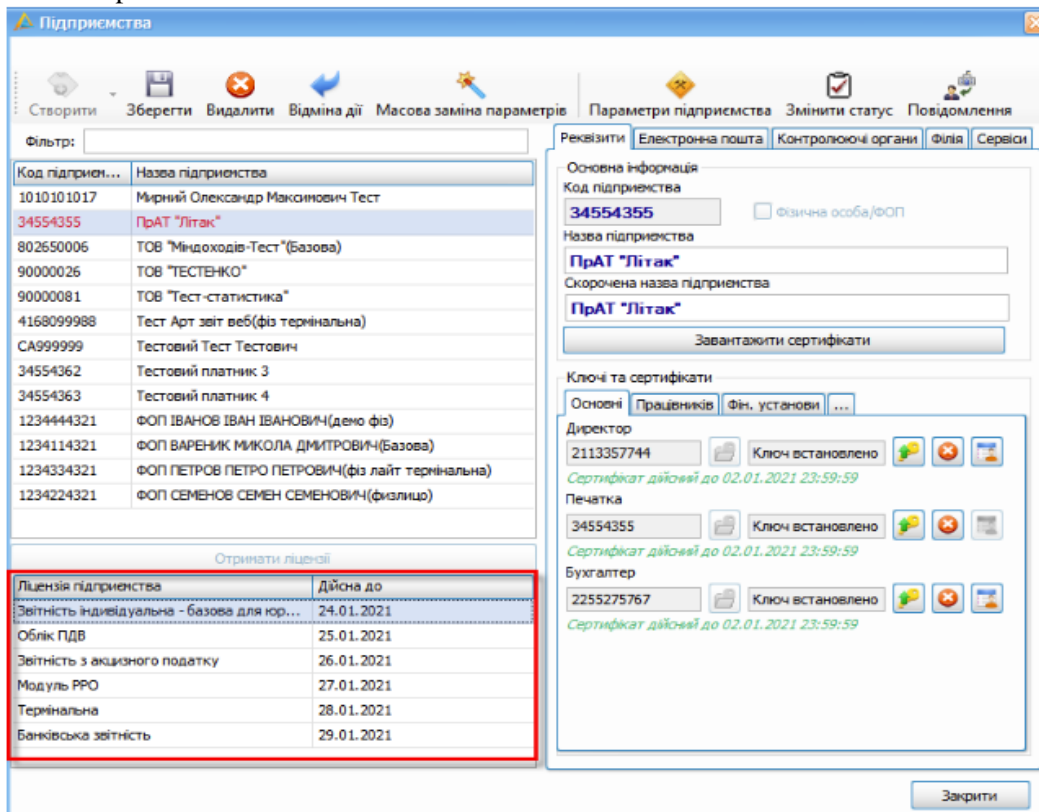 Підприємства
Створити Зберегти Видалити Відміна дії Масова заміна параметрів Параметри підприємства Змінити статус Повідомлення
Фільтр:
Код підприєм... Назва підприємства
1010101017 Мирний Олександр Максимович Тест
34554355 ПрАТ "Літак"
802650006 ТОВ "Міндоходів-Тест"(Базова)
90000026 ТОВ "ТЕСТЕНКО"
90000081 ТОВ "Тест-статистика"
4168099988 Тест Арт звіт веб(фіз термінальна)
CA999999 Тестовий Тест Тестович
34554362 Тестовий платник 3
34554363 Тестовий платник 4
1234444321 ФОП ІВАНОВ ІВАН ІВАНОВИЧ(демо фіз)
1234114321 ФОП ВАРЕНИК МИКОЛА ДМИТРОВИЧ(Базова)
1234334321 ФОП ПЕТРОВ ПЕТРО ПЕТРОВИЧ(фіз лайт термінальна)
1234224321 ФОП СЕМЕНОВ СЕМЕН СЕМЕНОВИЧ(физлицо)
Отримати ліцензії
Ліцензія підприємства Дійсна до
Звітність індивідуальна - базова для юр... 24.01.2021
Облік ПДВ 25.01.2021
Звітність з акцизного податку 26.01.2021
Модуль РРО 27.01.2021
Термінальна 28.01.2021
Банківська звітність 29.01.2021
Реквізити Електронна пошта Контролюючі органи Філія Сервіси
Основна інформація
Код підприємства
34554355 Фізична особа/ФОП
Назва підприємства
ПрАТ "Літак"
Скорочена назва підприємства
ПрАТ "Літак"
Завантажити сертифікати
Ключі та сертифікати
Основні Працівників Фін. установи ...
Директор
2113357744 Ключ встановлено
Сертифікат дійсний до 02.01.2021 23:59:59
Печатка
34554355 Ключ встановлено
Сертифікат дійсний до 02.01.2021 23:59:59
Бухгалтер
2255275767 Ключ встановлено
Сертифікат дійсний до 02.01.2021 23:59:59
Закрити